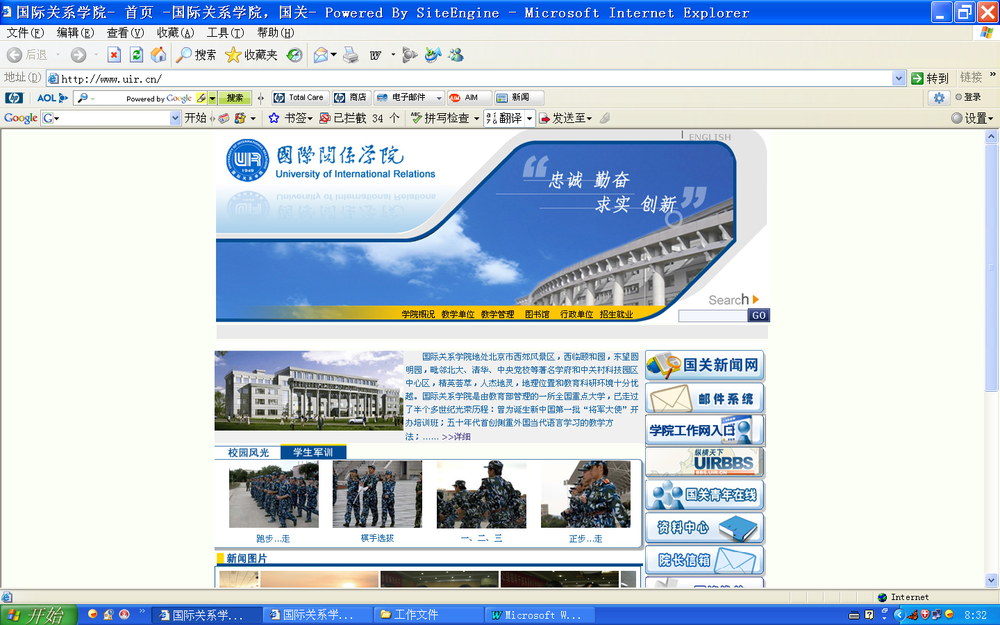 国际关系学院- 首页 -国际关系学院，国关- Powered By SiteEngine - Microsoft Internet Explorer
文件(F) 编辑(E) 查看(V) 收藏(A) 工具(T) 帮助(H)
后退 搜索 收藏夹
地址(D) http://www.uir.cn/ 转到 链接 »
hp AOL Powered by Google 搜索 Total Care 商店 电子邮件 AIM 新闻 登录
Google 开始 书签 已拦截 34 个 拼写检查 翻译 发送至 设置
ENGLISH
UIR
1949
國際関係学院
University of International Relations
“忠诚 勤奋
求实 创新”
Search
GO
学院概况 教学单位 教学管理 图书馆 行政单位 招生就业
国际关系学院地处北京市西郊风景区，西临颐和园，东望圆
明园，毗邻北大、清华、中央党校等著名学府和中关村科技园区
中心区，精英荟萃，人杰地灵，地理位置和教育科研环境十分优
越。国际关系学院是由教育部管理的一所全国重点大学，已走过
了半个多世纪光荣历程：曾为诞生新中国第一批“将军大使”开
办培训班；五十年代首创侧重外国当代语言学习的教学方
法；...... >>详细
国关新闻网
邮件系统
学院工作网入口
纵横天下
UIRBBS
BBS.UIR.CN
国关青年在线
资料中心
院长信箱
校园风光 学生军训
跑步...走 棋手选拔 一、二、三 正步...走
新闻图片
Internet
开始 » 国际关系学... 国际关系学... 工作文件 Microsoft W... 8:32